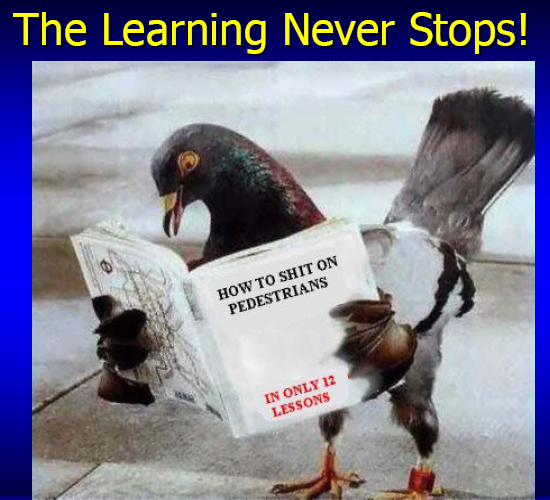 The Learning Never Stops!
HOW TO SHIT ON
PEDESTRIANS
IN ONLY 12
LESSONS